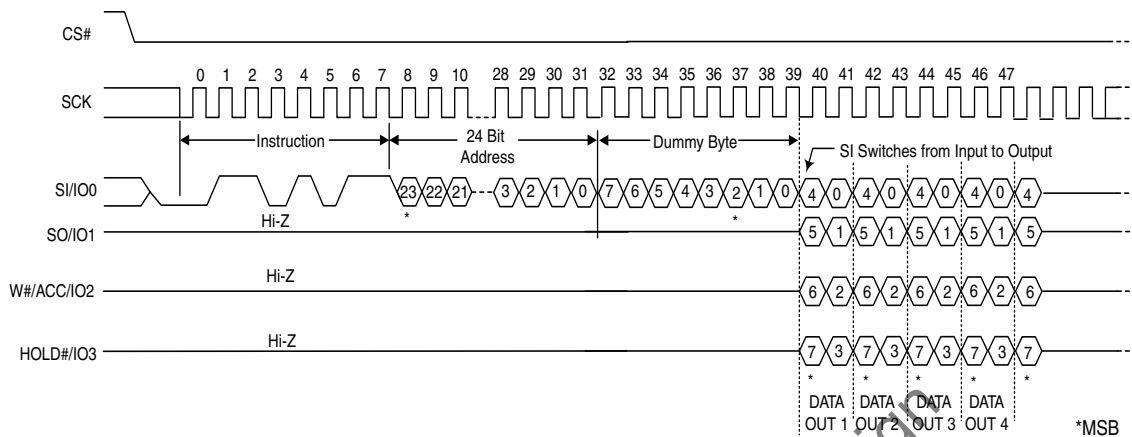 CS#
0 1 2 3 4 5 6 7 8 9 10 28 29 30 31 32 33 34 35 36 37 38 39 40 41 42 43 44 45 46 47
SCK
Instruction
24 Bit
Address
Dummy Byte
SI Switches from Input to Output
SI/IO0
23 22 21 3 2 1 0 7 6 5 4 3 2 1 0 4 0 4 0 4 0 4 0 4
* *
Hi-Z
SO/IO1
5 1 5 1 5 1 5 1 5
Hi-Z
W#/ACC/IO2
6 2 6 2 6 2 6 2 6
Hi-Z
HOLD#/IO3
7 3 7 3 7 3 7 3 7
* * * * *
DATA DATA DATA DATA
OUT 1 OUT 2 OUT 3 OUT 4
*MSB